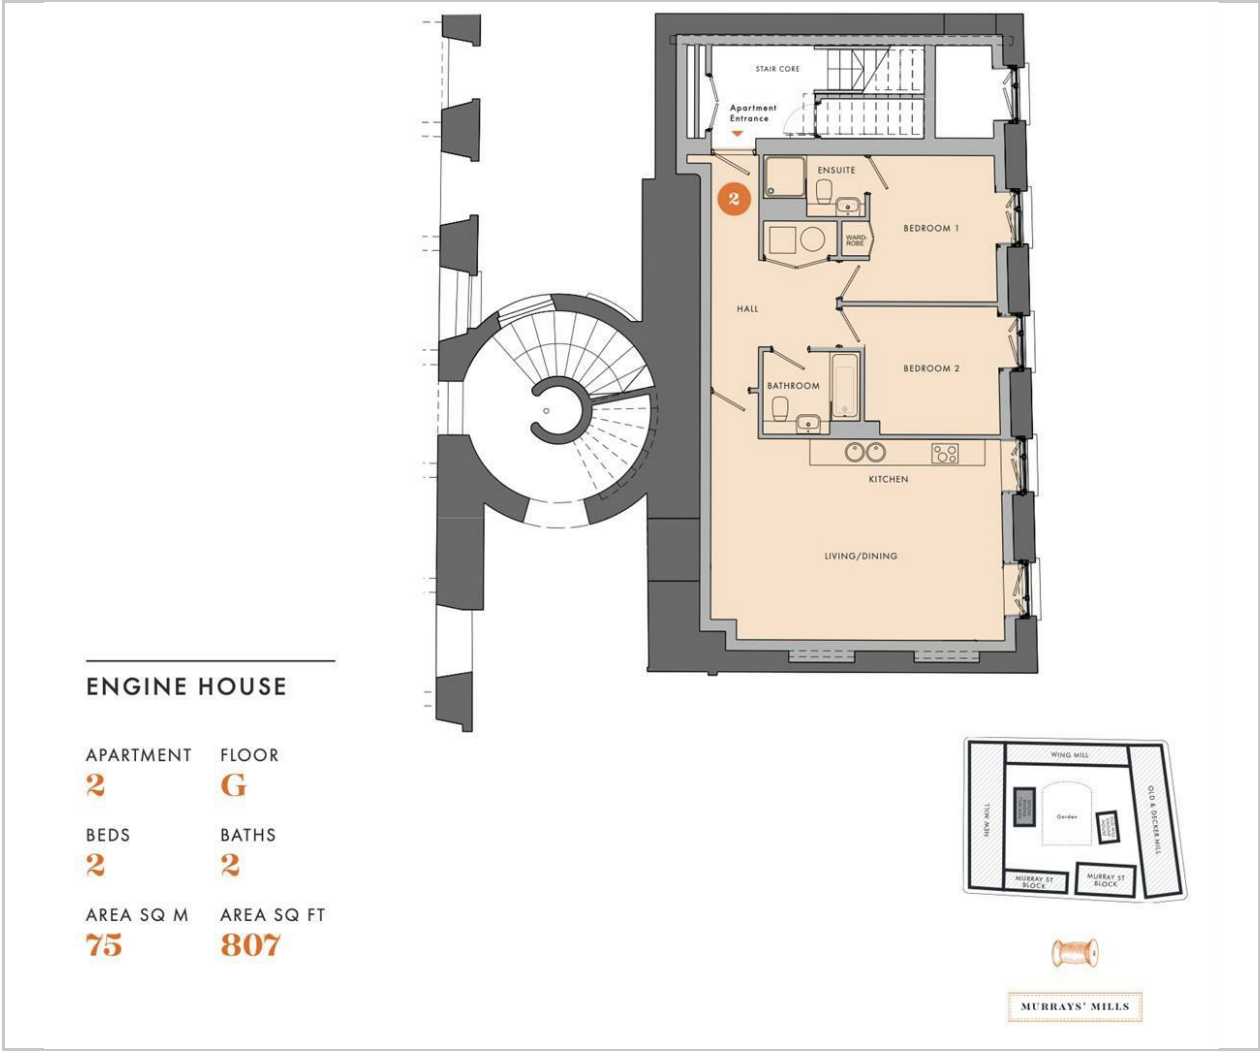 STAIR CORE
Apartment
Entrance
2
ENSUITE
BEDROOM 1
WARD-
ROBE
HALL
BEDROOM 2
BATHROOM
KITCHEN
LIVING/DINING
ENGINE HOUSE
APARTMENT FLOOR
2 G
BEDS BATHS
2 2
AREA SQ M AREA SQ FT
75 807
WING MILL
NEW MILL
OLD & DECKER MILL
Garden
MURRAY ST
BLOCK
MURRAY ST
BLOCK
MURRAYS' MILLS